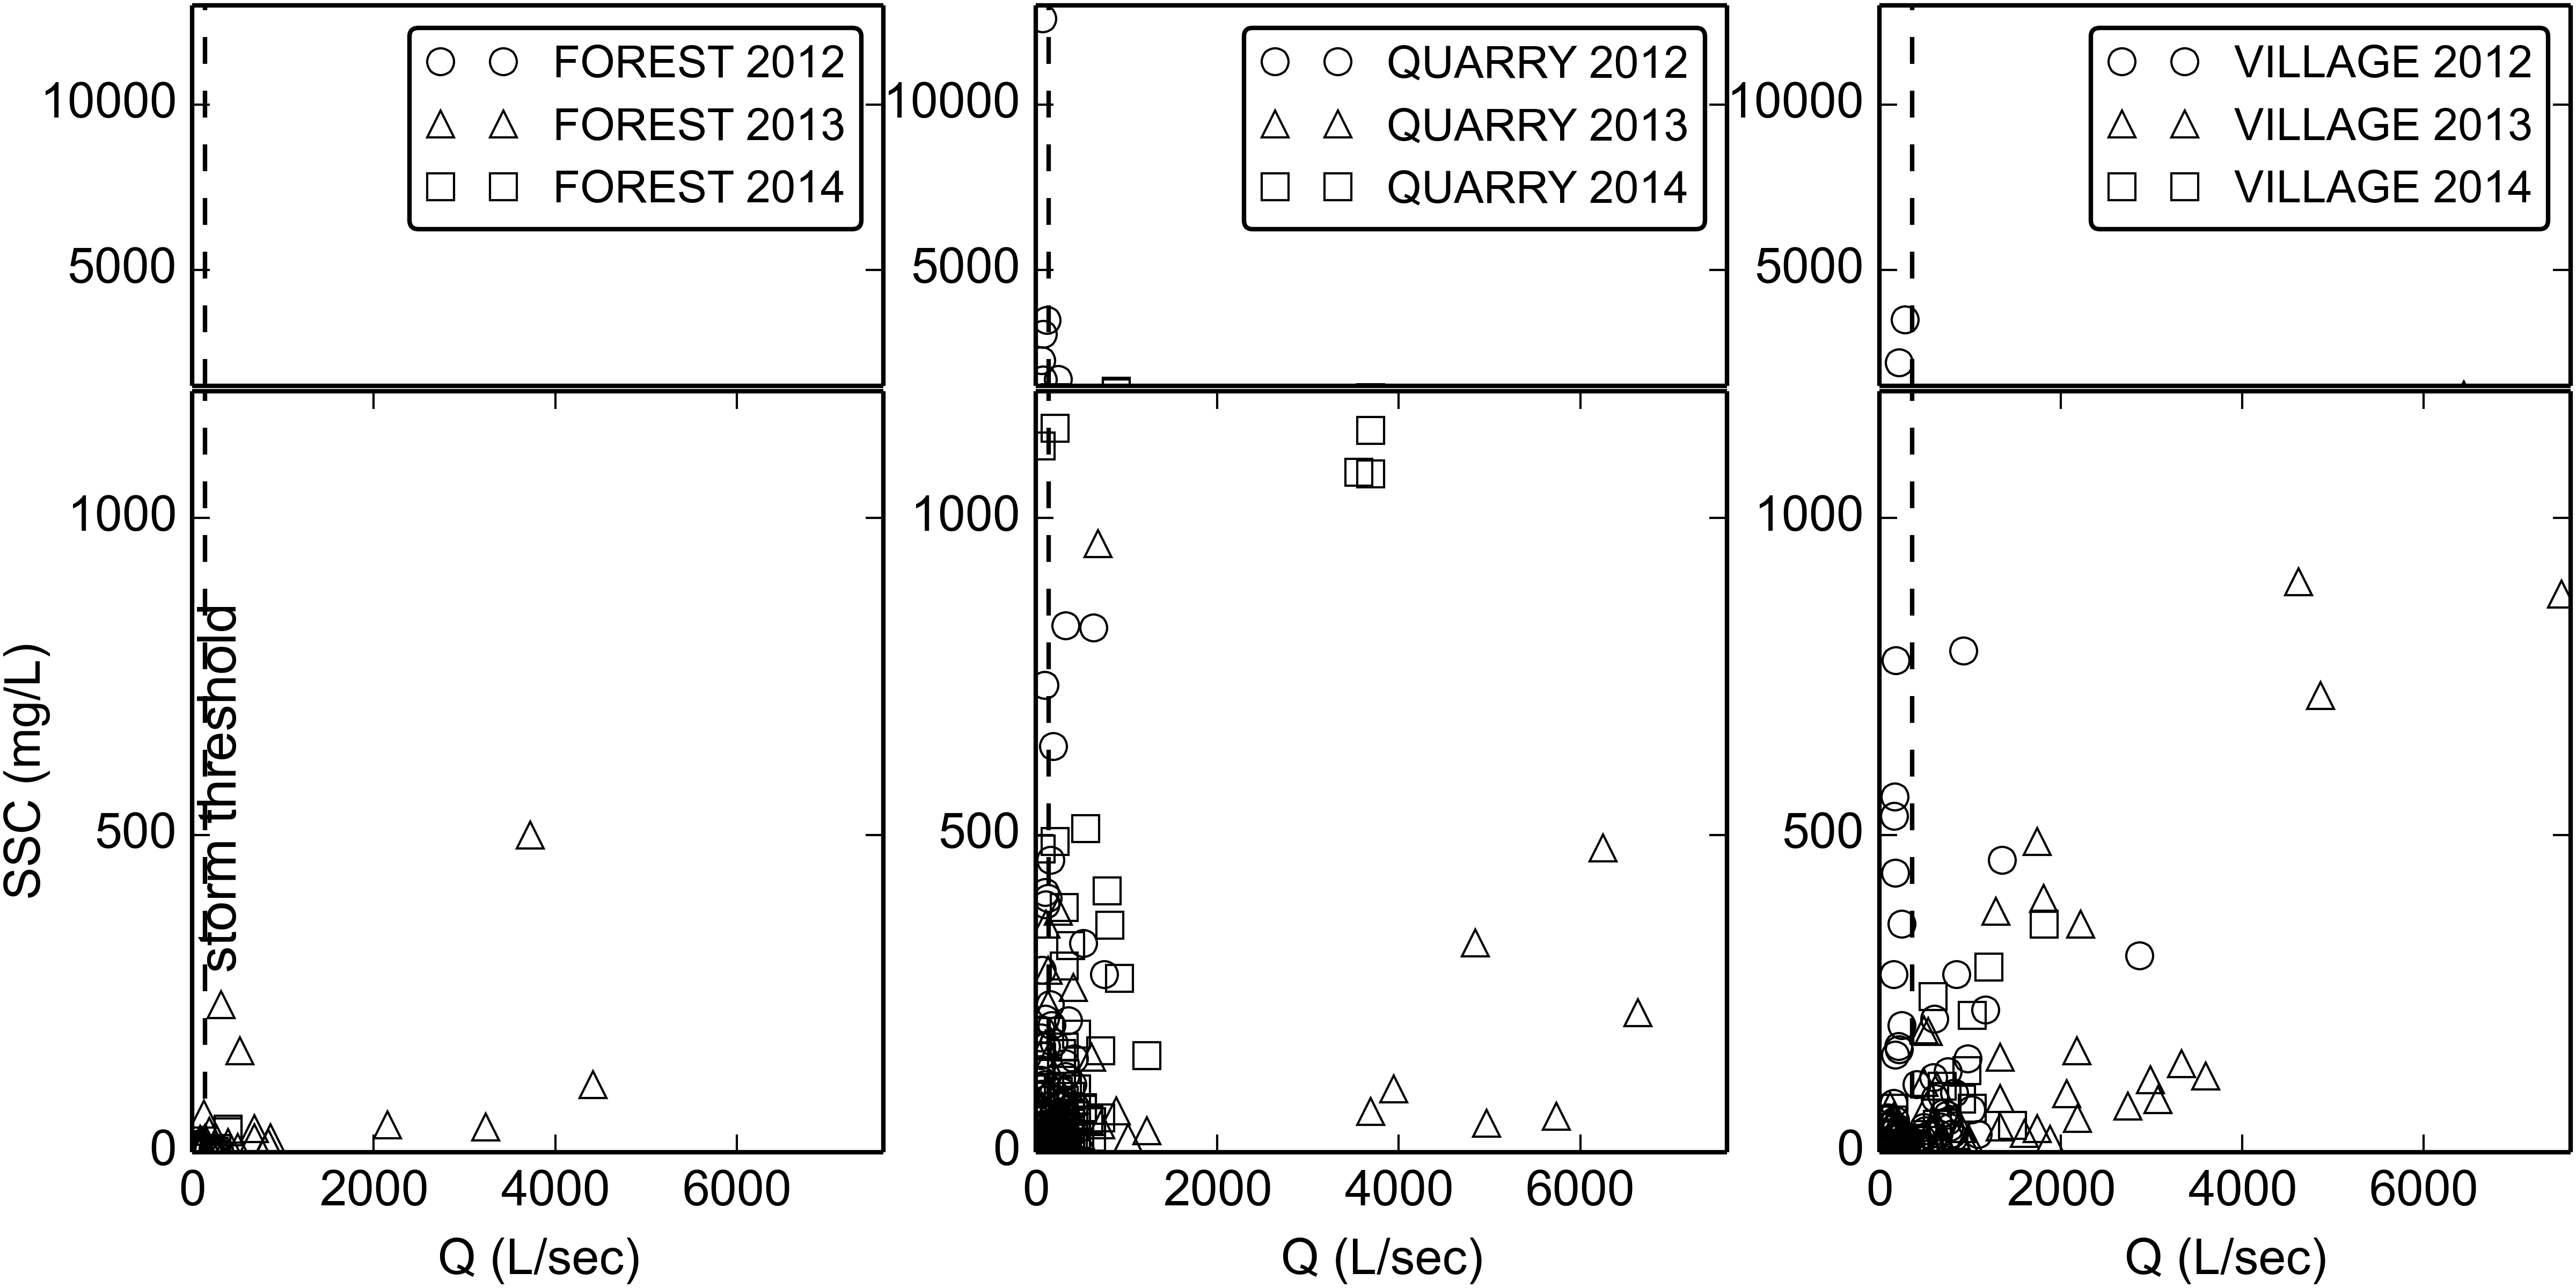 10000
5000
FOREST 2012
FOREST 2013
FOREST 2014
10000
5000
QUARRY 2012
QUARRY 2013
QUARRY 2014
10000
5000
VILLAGE 2012
VILLAGE 2013
VILLAGE 2014
SSC (mg/L)
1000
500
0
storm threshold
1000
500
0
1000
500
0
0 2000 4000 6000
0 2000 4000 6000
0 2000 4000 6000
Q (L/sec)
Q (L/sec)
Q (L/sec)